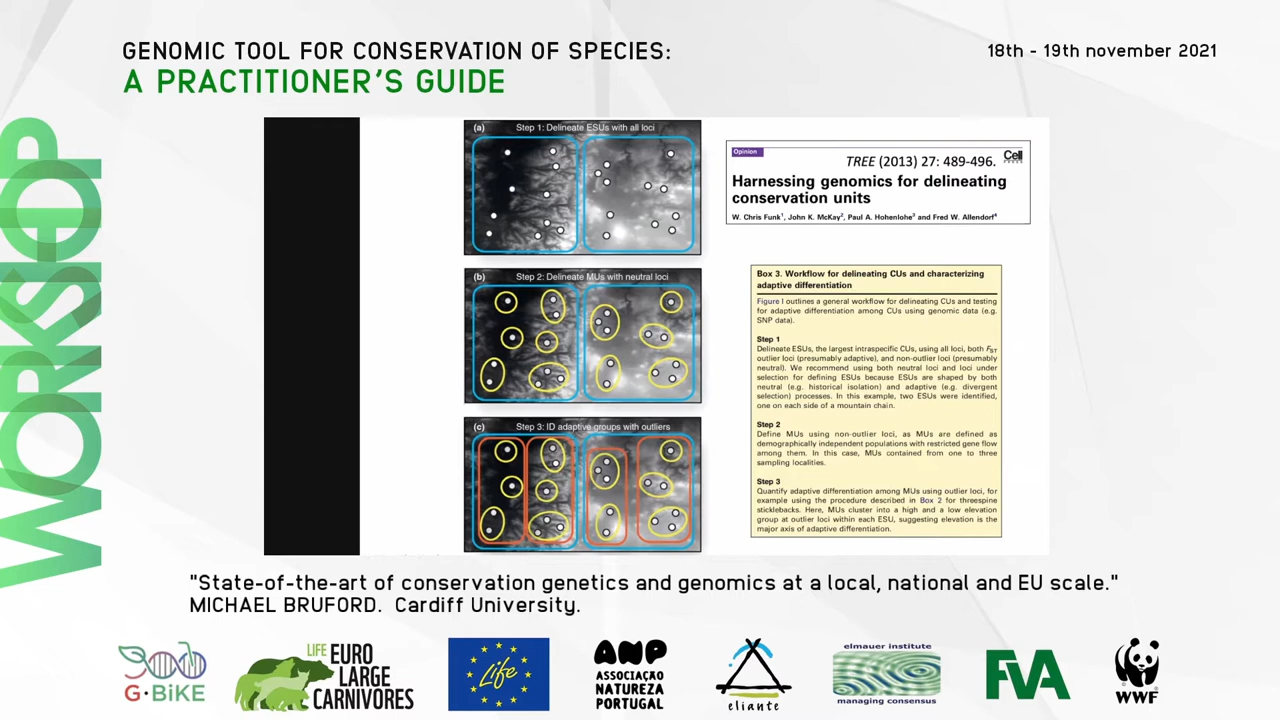 GENOMIC TOOL FOR CONSERVATION OF SPECIES:
A PRACTITIONER'S GUIDE
18th - 19th november 2021
WORKSHOP
(a) Step 1: Delineate ESUs with all loci
(b) Step 2: Delineate MUs with neutral loci
(c) Step 3: ID adaptive groups with outliers
Opinion
TREE (2013) 27: 489-496.
Cell
PRESS
Harnessing genomics for delineating
conservation units
W. Chris Funk1, John K. McKay2, Paul A. Hohenlohe3 and Fred W. Allendorf4
Box 3. Workflow for delineating CUs and characterizing
adaptive differentiation
Figure I outlines a general workflow for delineating CUs and testing
for adaptive differentiation among CUs using genomic data (e.g.
SNP data).
Step 1
Delineate ESUs, the largest intraspecific CUs, using all loci, both FST
outlier loci (presumably adaptive), and non-outlier loci (presumably
neutral). We recommend using both neutral loci and loci under
selection for defining ESUs because ESUs are shaped by both
neutral (e.g. historical isolation) and adaptive (e.g. divergent
selection) processes. In this example, two ESUs were identified,
one on each side of a mountain chain.
Step 2
Define MUs using non-outlier loci, as MUs are defined as
demographically independent populations with restricted gene flow
among them. In this case, MUs contained from one to three
sampling localities.
Step 3
Quantify adaptive differentiation among MUs using outlier loci, for
example using the procedure described in Box 2 for threespine
sticklebacks. Here, MUs cluster into a high and a low elevation
group at outlier loci within each ESU, suggesting elevation is the
major axis of adaptive differentiation.
"State-of-the-art of conservation genetics and genomics at a local, national and EU scale."
MICHAEL BRUFORD. Cardiff University.
G·BiKE
LIFE EURO
LARGE
CARNIVORES
Life
ANP
ASSOCIAÇÃO
NATUREZA
PORTUGAL
eliante
elmauer institute
managing consensus
FVA
WWF